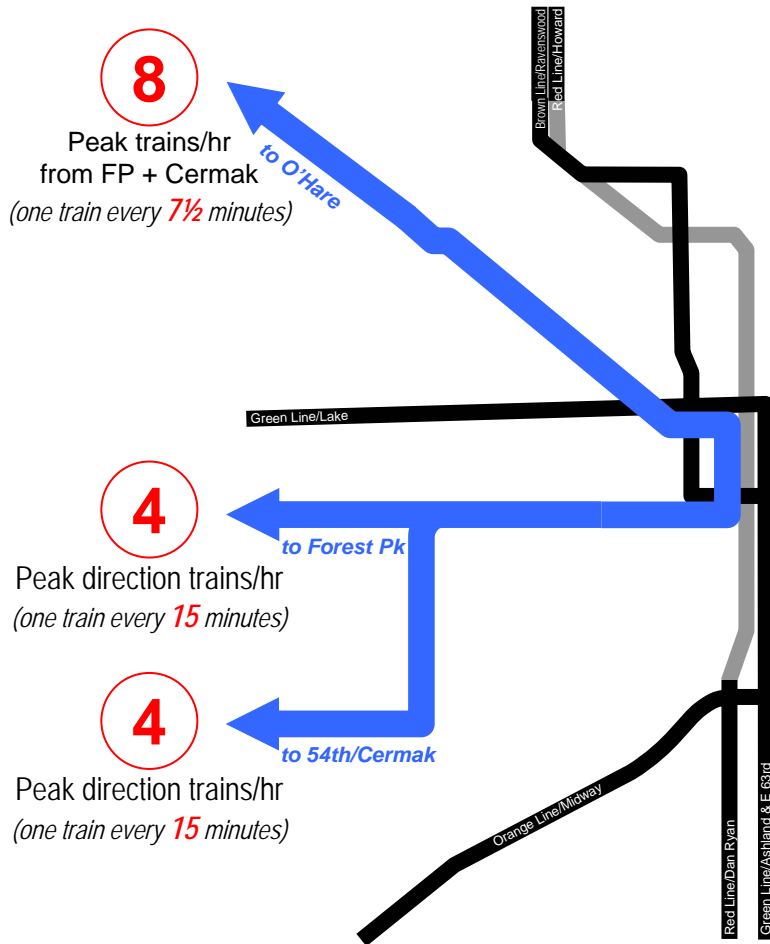 8
Peak trains/hr
from FP + Cermak
(one train every 7½ minutes)
to O'Hare
Brown Line/Ravenswood
Red Line/Howard
Green Line/Lake
4
to Forest Pk
Peak direction trains/hr
(one train every 15 minutes)
4
to 54th/Cermak
Peak direction trains/hr
(one train every 15 minutes)
Orange Line/Midway
Red Line/Dan Ryan
Green Line/Ashland & E 63rd